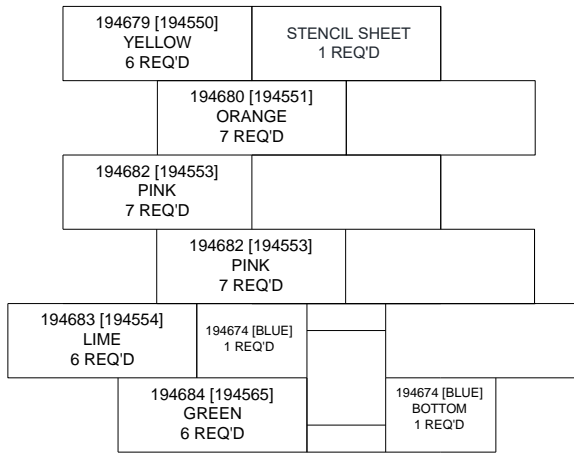 194679 [194550]
YELLOW
6 REQ'D
STENCIL SHEET
1 REQ'D
194680 [194551]
ORANGE
7 REQ'D
194682 [194553]
PINK
7 REQ'D
194682 [194553]
PINK
7 REQ'D
194683 [194554]
LIME
6 REQ'D
194674 [BLUE]
1 REQ'D
194684 [194565]
GREEN
6 REQ'D
194674 [BLUE]
BOTTOM
1 REQ'D